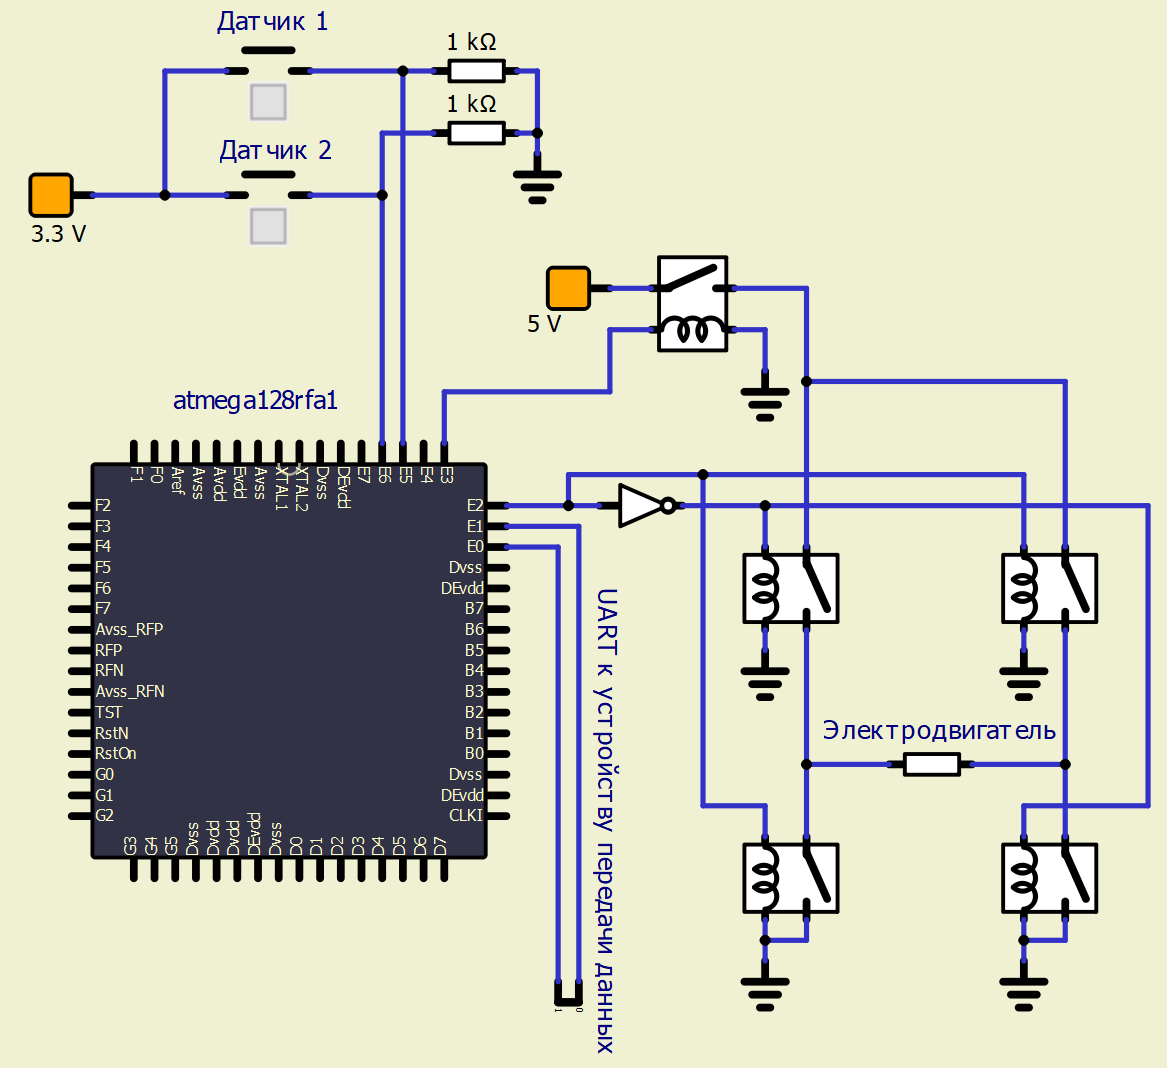 Датчик 1
1 kΩ
1 kΩ
Датчик 2
3.3 V
5 V
atmega128rfa1
F1
F0
Aref
Avss
Avdd
Evdd
Avss
XTAL1
XTAL2
Dvss
DEvdd
E7
E6
E5
E4
E3
F2
F3
F4
F5
F6
F7
Avss_RFP
RFP
RFN
Avss_RFN
TST
RstN
RstOn
G0
G1
G2
E2
E1
E0
Dvss
DEvdd
B7
B6
B5
B4
B3
B2
B1
B0
Dvss
DEvdd
CLKI
G3
G4
G5
Dvss
Dvdd
Dvdd
DEvdd
Dvss
D0
D1
D2
D3
D4
D5
D6
D7
UART к устройству передачи данных
Электродвигатель
1
0